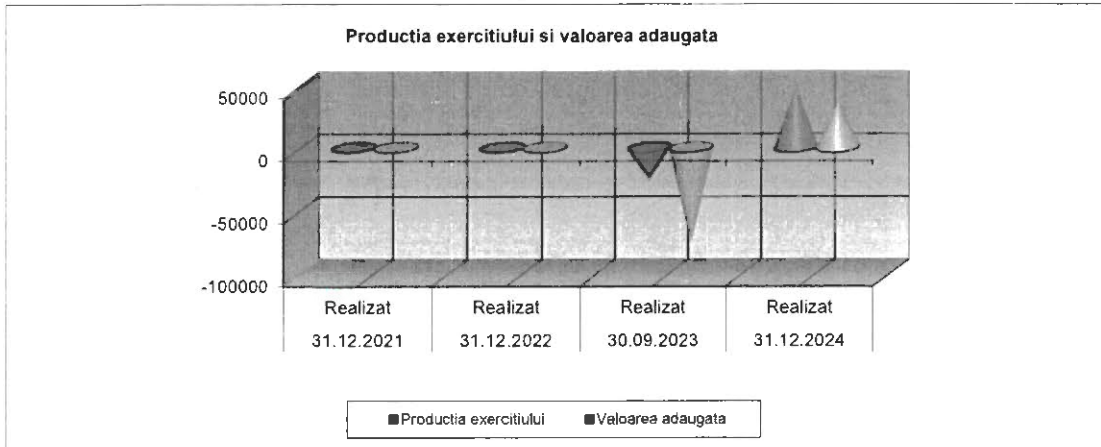 Productia exercitiului si valoarea adaugata
50000
0
-50000
-100000
Realizat Realizat Realizat Realizat
31.12.2021 31.12.2022 30.09.2023 31.12.2024
Productia exercitiului Valoarea adaugata